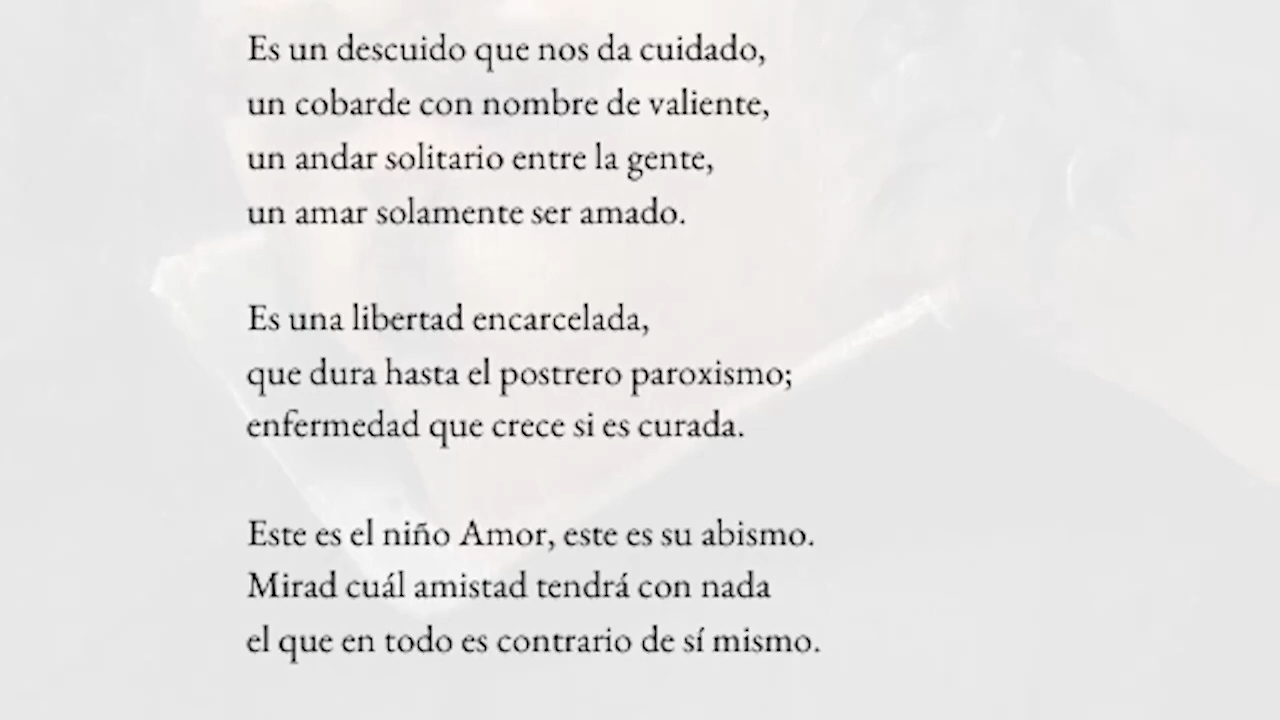 Es un descuido que nos da cuidado,
un cobarde con nombre de valiente,
un andar solitario entre la gente,
un amar solamente ser amado.
Es una libertad encarcelada,
que dura hasta el postrero paroxismo;
enfermedad que crece si es curada.
Este es el niño Amor, este es su abismo.
Mirad cuál amistad tendrá con nada
el que en todo es contrario de sí mismo.